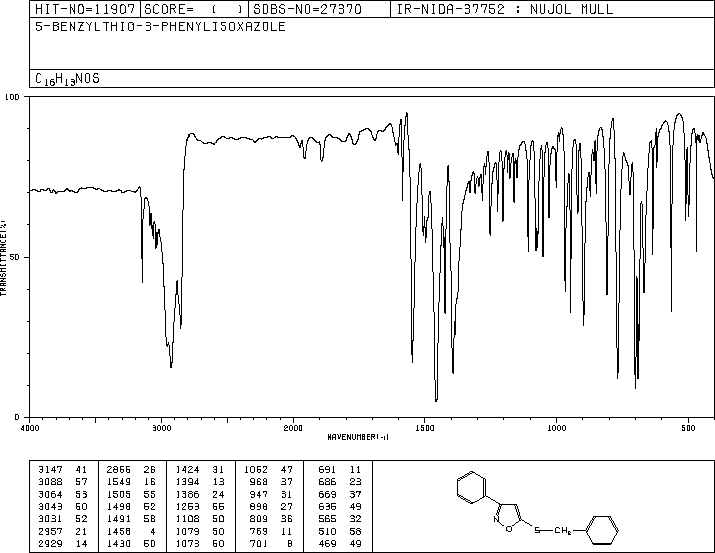 HIT-NO=11907 SCORE= ( ) SDBS-NO=27370 IR-NIDA-37752 : NUJOL MULL
5-BENZYLTHIO-3-PHENYLISOXAZOLE
C16H13NOS
100
50
0
TRANSMITTANCE(%)
4000 3000 2000 1500 1000 500
WAVENUMBER(-1)
3147 41 2866 26 1424 31 1062 47 691 11
3088 57 1549 16 1394 13 968 37 686 23
3064 53 1505 55 1386 24 947 31 669 37
3049 60 1498 62 1253 55 898 27 636 49
3031 52 1491 58 1108 50 809 36 565 32
2957 21 1458 4 1079 50 769 11 510 58
2929 14 1430 60 1073 60 701 8 469 49
N O S CH2